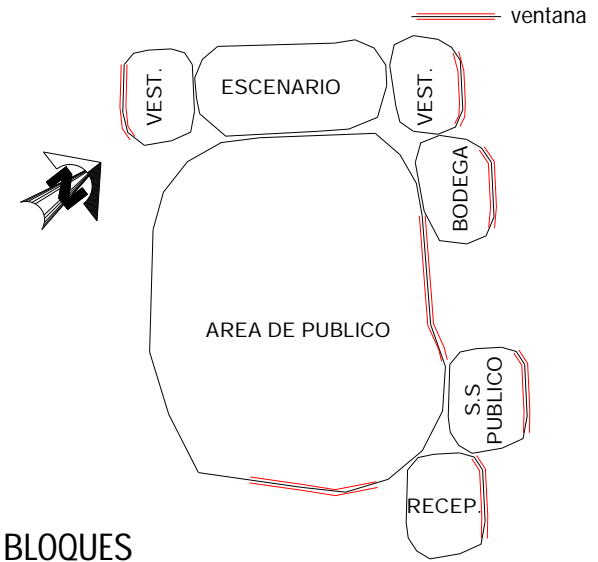 ventana
VEST.
ESCENARIO
VEST.
BODEGA
N
AREA DE PUBLICO
S.S
PUBLICO
RECEP.
BLOQUES